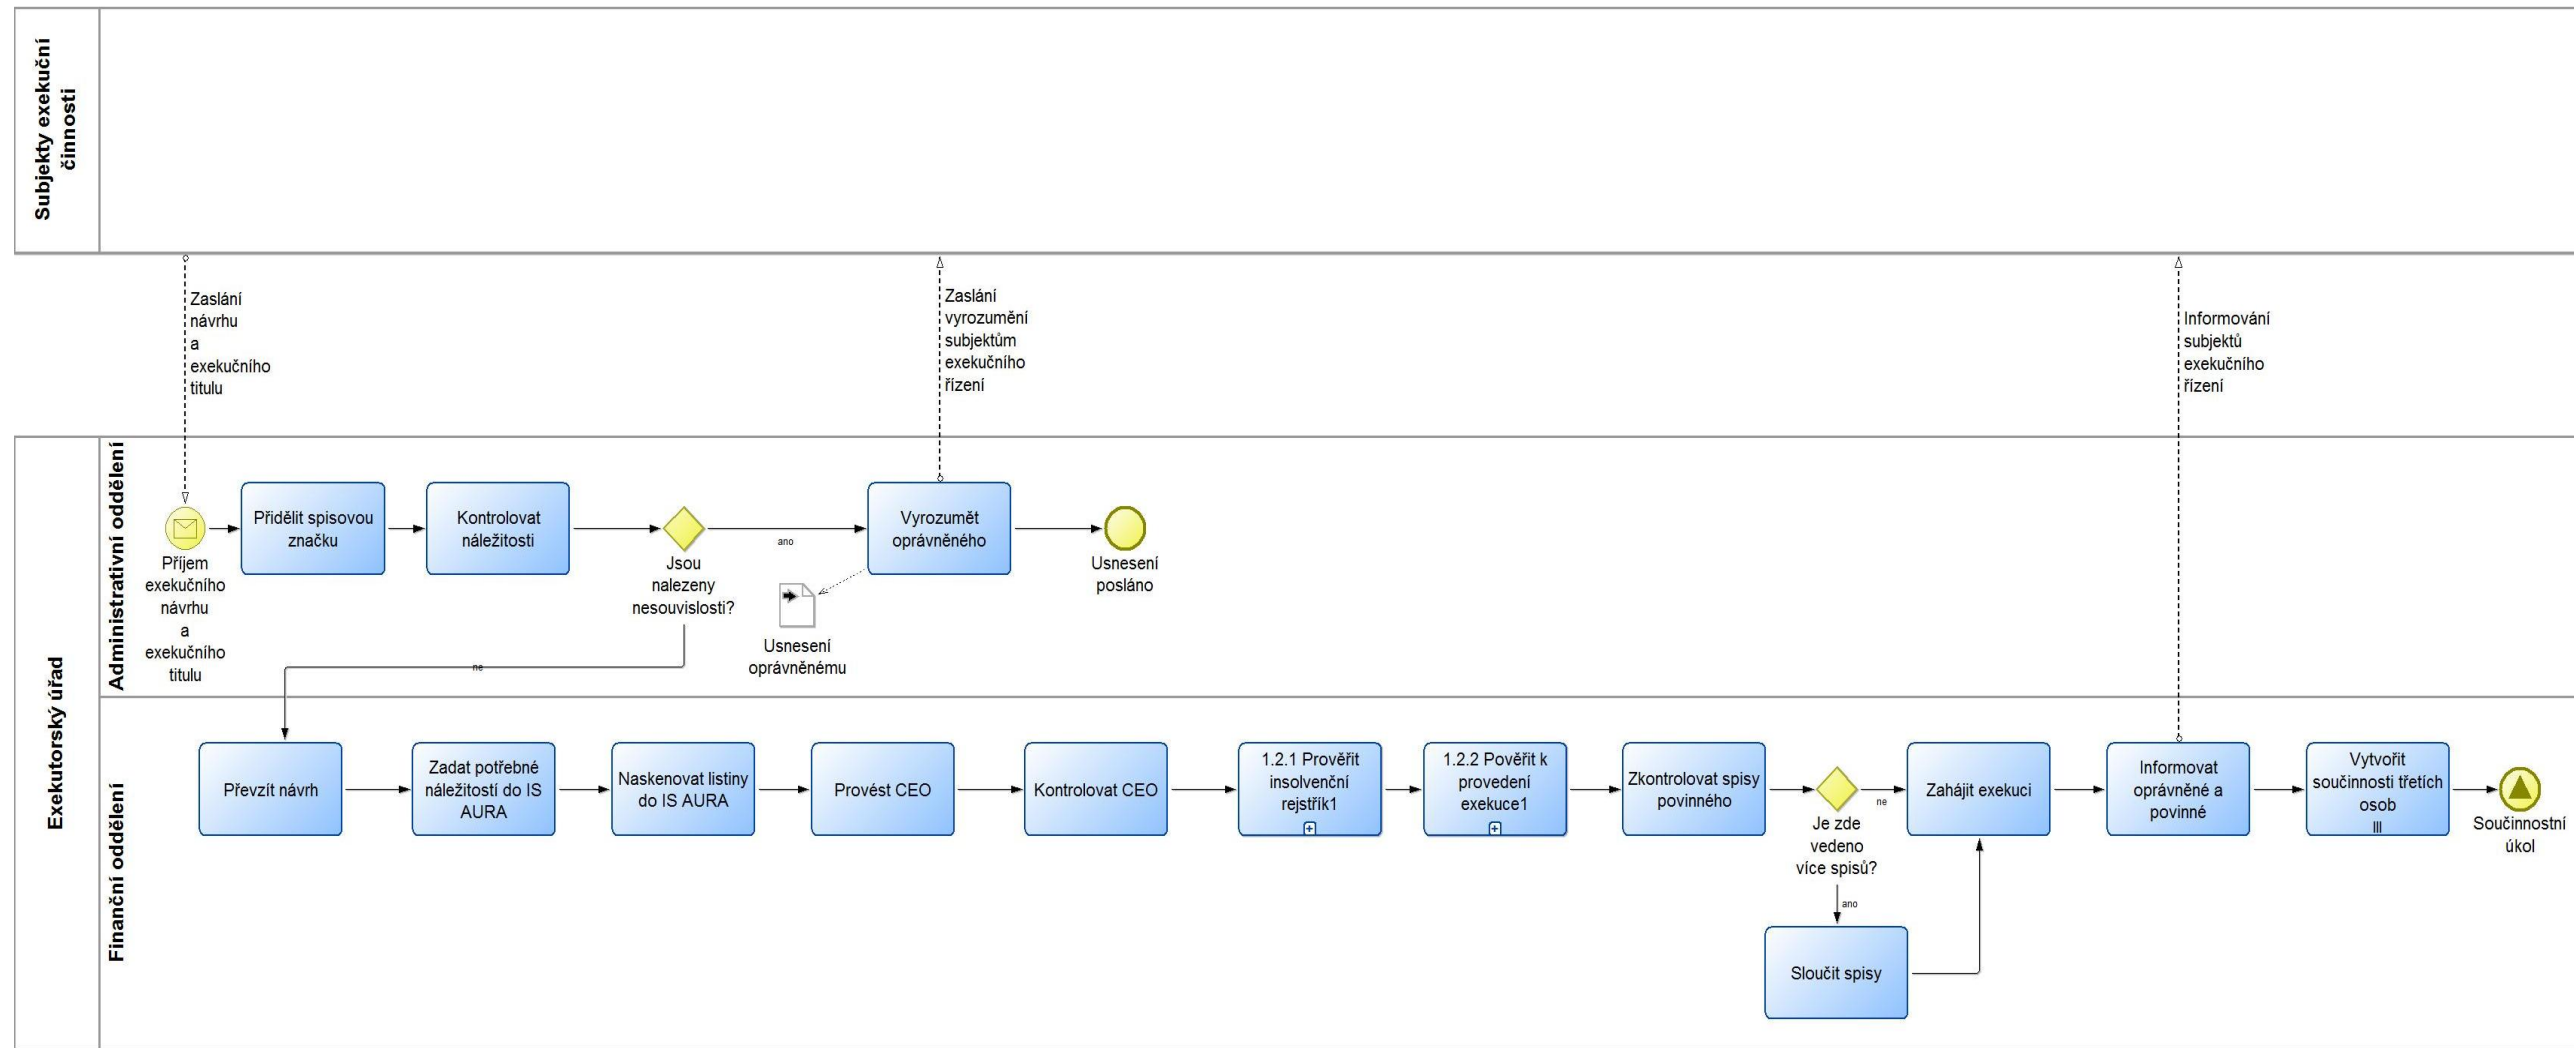 Subjekty exekuční
činnosti
Zaslání
návrhu
a
exekučního
titulu
Zaslání
vyrozumění
subjektům
exekučního
řízení
Informování
subjektů
exekučního
řízení
Exekutorský úřad
Administrativní oddělení
Příjem
exekučního
návrhu
a
exekučního
titulu
Přidělit spisovou
značku
Kontrolovat
náležitosti
Jsou
nalezeny
nesouvislosti?
ano
ne
Vyrozumět
oprávněného
Usnesení
oprávněnému
Usnesení
posláno
Finanční oddělení
Převzít návrh
Zadat potřebné
náležitostí do IS
AURA
Naskenovat listiny
do IS AURA
Provést CEO
Kontrolovat CEO
1.2.1 Prověřit
insolvenční
rejstřík1
1.2.2 Pověřit k
provedení
exekuce1
Zkontrolovat spisy
povinného
Je zde
vedeno
více spisů?
ne
ano
Sloučit spisy
Zahájit exekuci
Informovat
oprávněné a
povinné
Vytvořit
součinnosti třetích
osob
Součinnostní
úkol